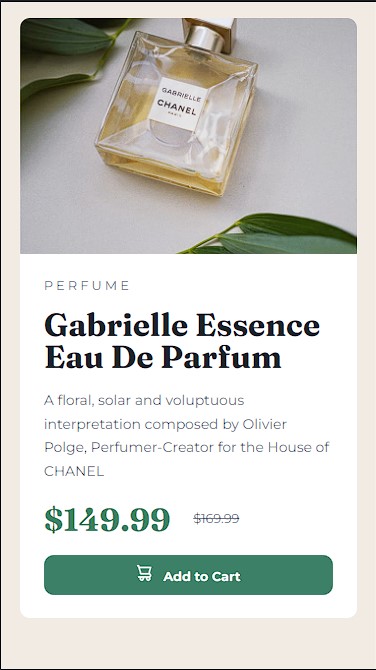 GABRIELLE
CHANEL
PARIS
PERFUME
Gabrielle Essence
Eau De Parfum
A floral, solar and voluptuous
interpretation composed by Olivier
Polge, Perfumer-Creator for the House of
CHANEL
$149.99 $169.99
Add to Cart